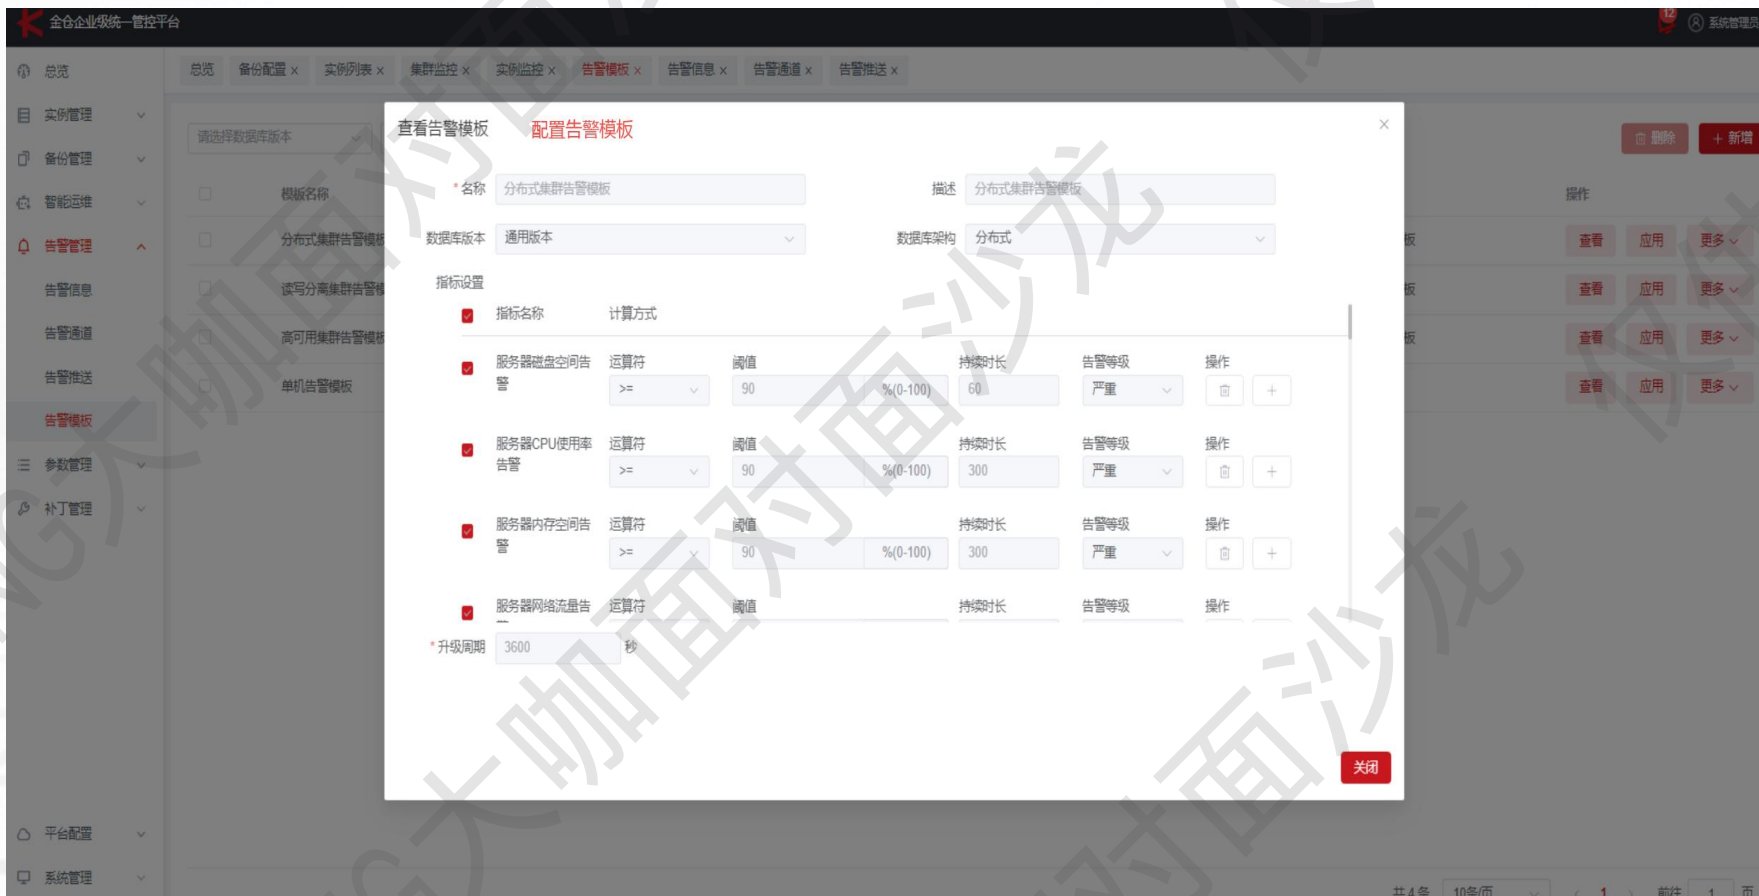 金仓企业级统一管控平台
12
系统管理员
总览
实例管理
备份管理
智能运维
告警管理
告警信息
告警通道
告警推送
告警模板
参数管理
补丁管理
平台配置
系统管理
总览 备份配置 x 实例列表 x 集群监控 x 实例监控 x 告警模板 x 告警信息 x 告警通道 x 告警推送 x
请选择数据库版本
删除 + 新增
模板名称 操作
分布式集群告警模板 板 查看 应用 更多
读写分离集群告警模 板 查看 应用 更多
高可用集群告警模板 板 查看 应用 更多
单机告警模板 查看 应用 更多
查看告警模板 配置告警模板 ×
*名称 分布式集群告警模板 描述 分布式集群告警模板
数据库版本 通用版本 数据库架构 分布式
指标设置
指标名称 计算方式
服务器磁盘空间告警 运算符 阈值 持续时长 告警等级 操作
>= 90 %(0-100) 60 严重 +
服务器CPU使用率告警 运算符 阈值 持续时长 告警等级 操作
>= 90 %(0-100) 300 严重 +
服务器内存空间告警 运算符 阈值 持续时长 告警等级 操作
>= 90 %(0-100) 300 严重 +
服务器网络流量告 运算符 阈值 持续时长 告警等级 操作
*升级周期 3600 秒
关闭
共 4 条 10条/页 1 前往 1 页
NG大咖面对面沙龙